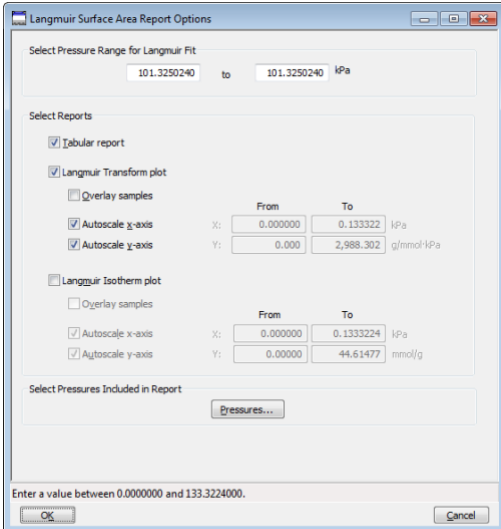 Langmuir Surface Area Report Options
Select Pressure Range for Langmuir Fit
101.3250240 to 101.3250240 kPa
Select Reports
Tabular report
Langmuir Transform plot
Overlay samples
From To
Autoscale x-axis X: 0.000000 0.133322 kPa
Autoscale y-axis Y: 0.000 2,988.302 g/mmol·kPa
Langmuir Isotherm plot
Overlay samples
From To
Autoscale x-axis X: 0.000000 0.1333224 kPa
Autoscale y-axis Y: 0.00000 44.61477 mmol/g
Select Pressures Included in Report
Pressures...
Enter a value between 0.0000000 and 133.3224000.
OK Cancel